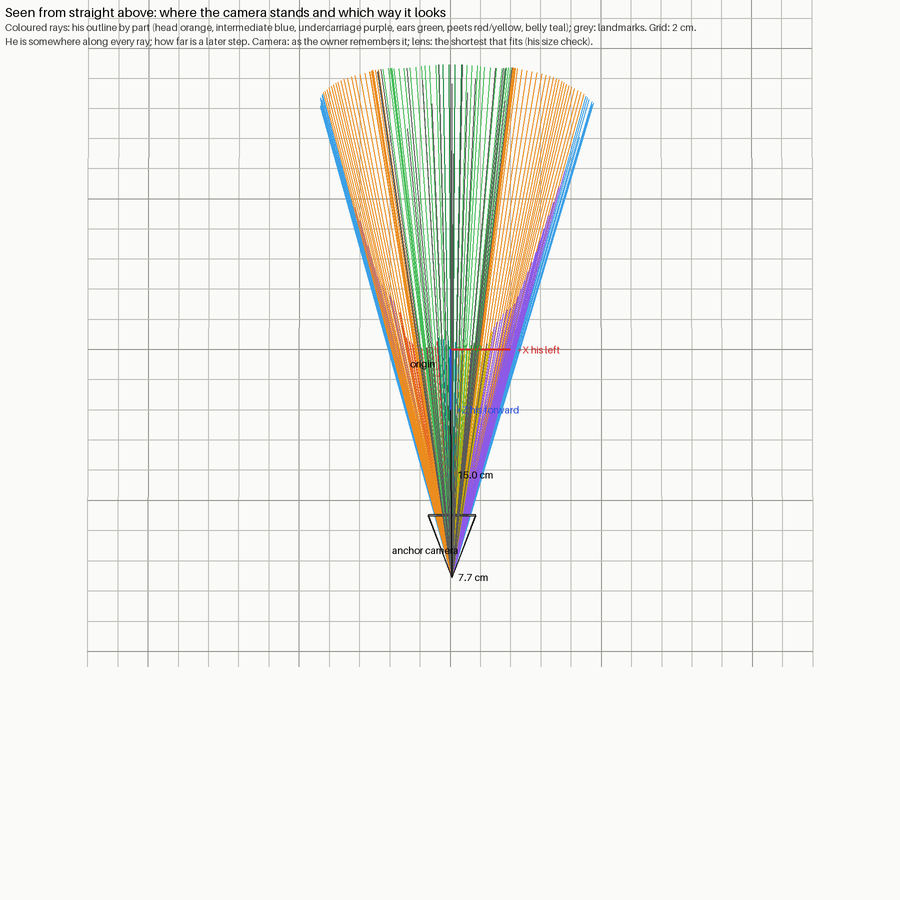 Seen from straight above: where the camera stands and which way it looks
Coloured rays: his outline by part (head orange, intermediate blue, undercarriage purple, ears green, peets red/yellow, belly teal); grey: landmarks. Grid: 2 cm.
He is somewhere along every ray; how far is a later step. Camera: as the owner remembers it; lens: the shortest that fits (his size check).
X his left
origin
his forward
15.0 cm
anchor camera
7.7 cm